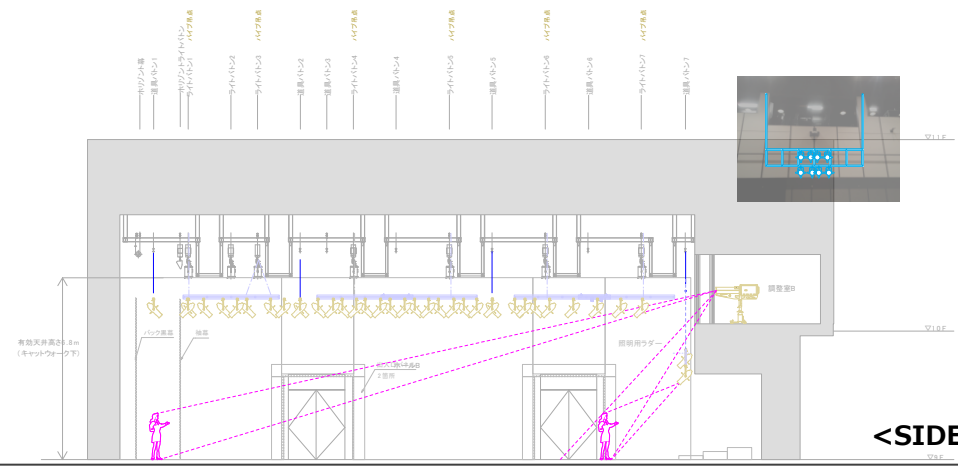 ホリゾント幕
道具バトン1
ホリゾントライトバトン
ライトバトン1
パイプ吊点
ライトバトン2
ライトバトン3
パイプ吊点
道具バトン2
道具バトン3
ライトバトン4
パイプ吊点
道具バトン4
ライトバトン5
パイプ吊点
道具バトン5
ライトバトン6
パイプ吊点
道具バトン6
ライトバトン7
パイプ吊点
道具バトン7
▽11F
調整室B
▽10F
バック黒幕
袖幕
有効天井高さ6.8m
(キャットウォーク下)
照明用ラダー
3箇所
<SIDE
▽9F